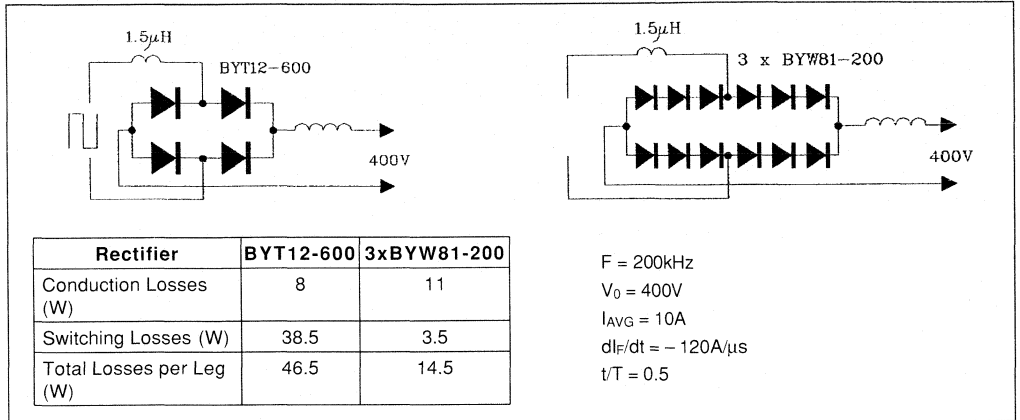 1.5μH
BYT12-600
400V
1.5μH
3 x BYW81-200
400V
Rectifier BYT12-600 3xBYW81-200
Conduction Losses (W) 8 11
Switching Losses (W) 38.5 3.5
Total Losses per Leg (W) 46.5 14.5
F = 200kHz
V0 = 400V
IAVG = 10A
dIF/dt = – 120A/μs
t/T = 0.5